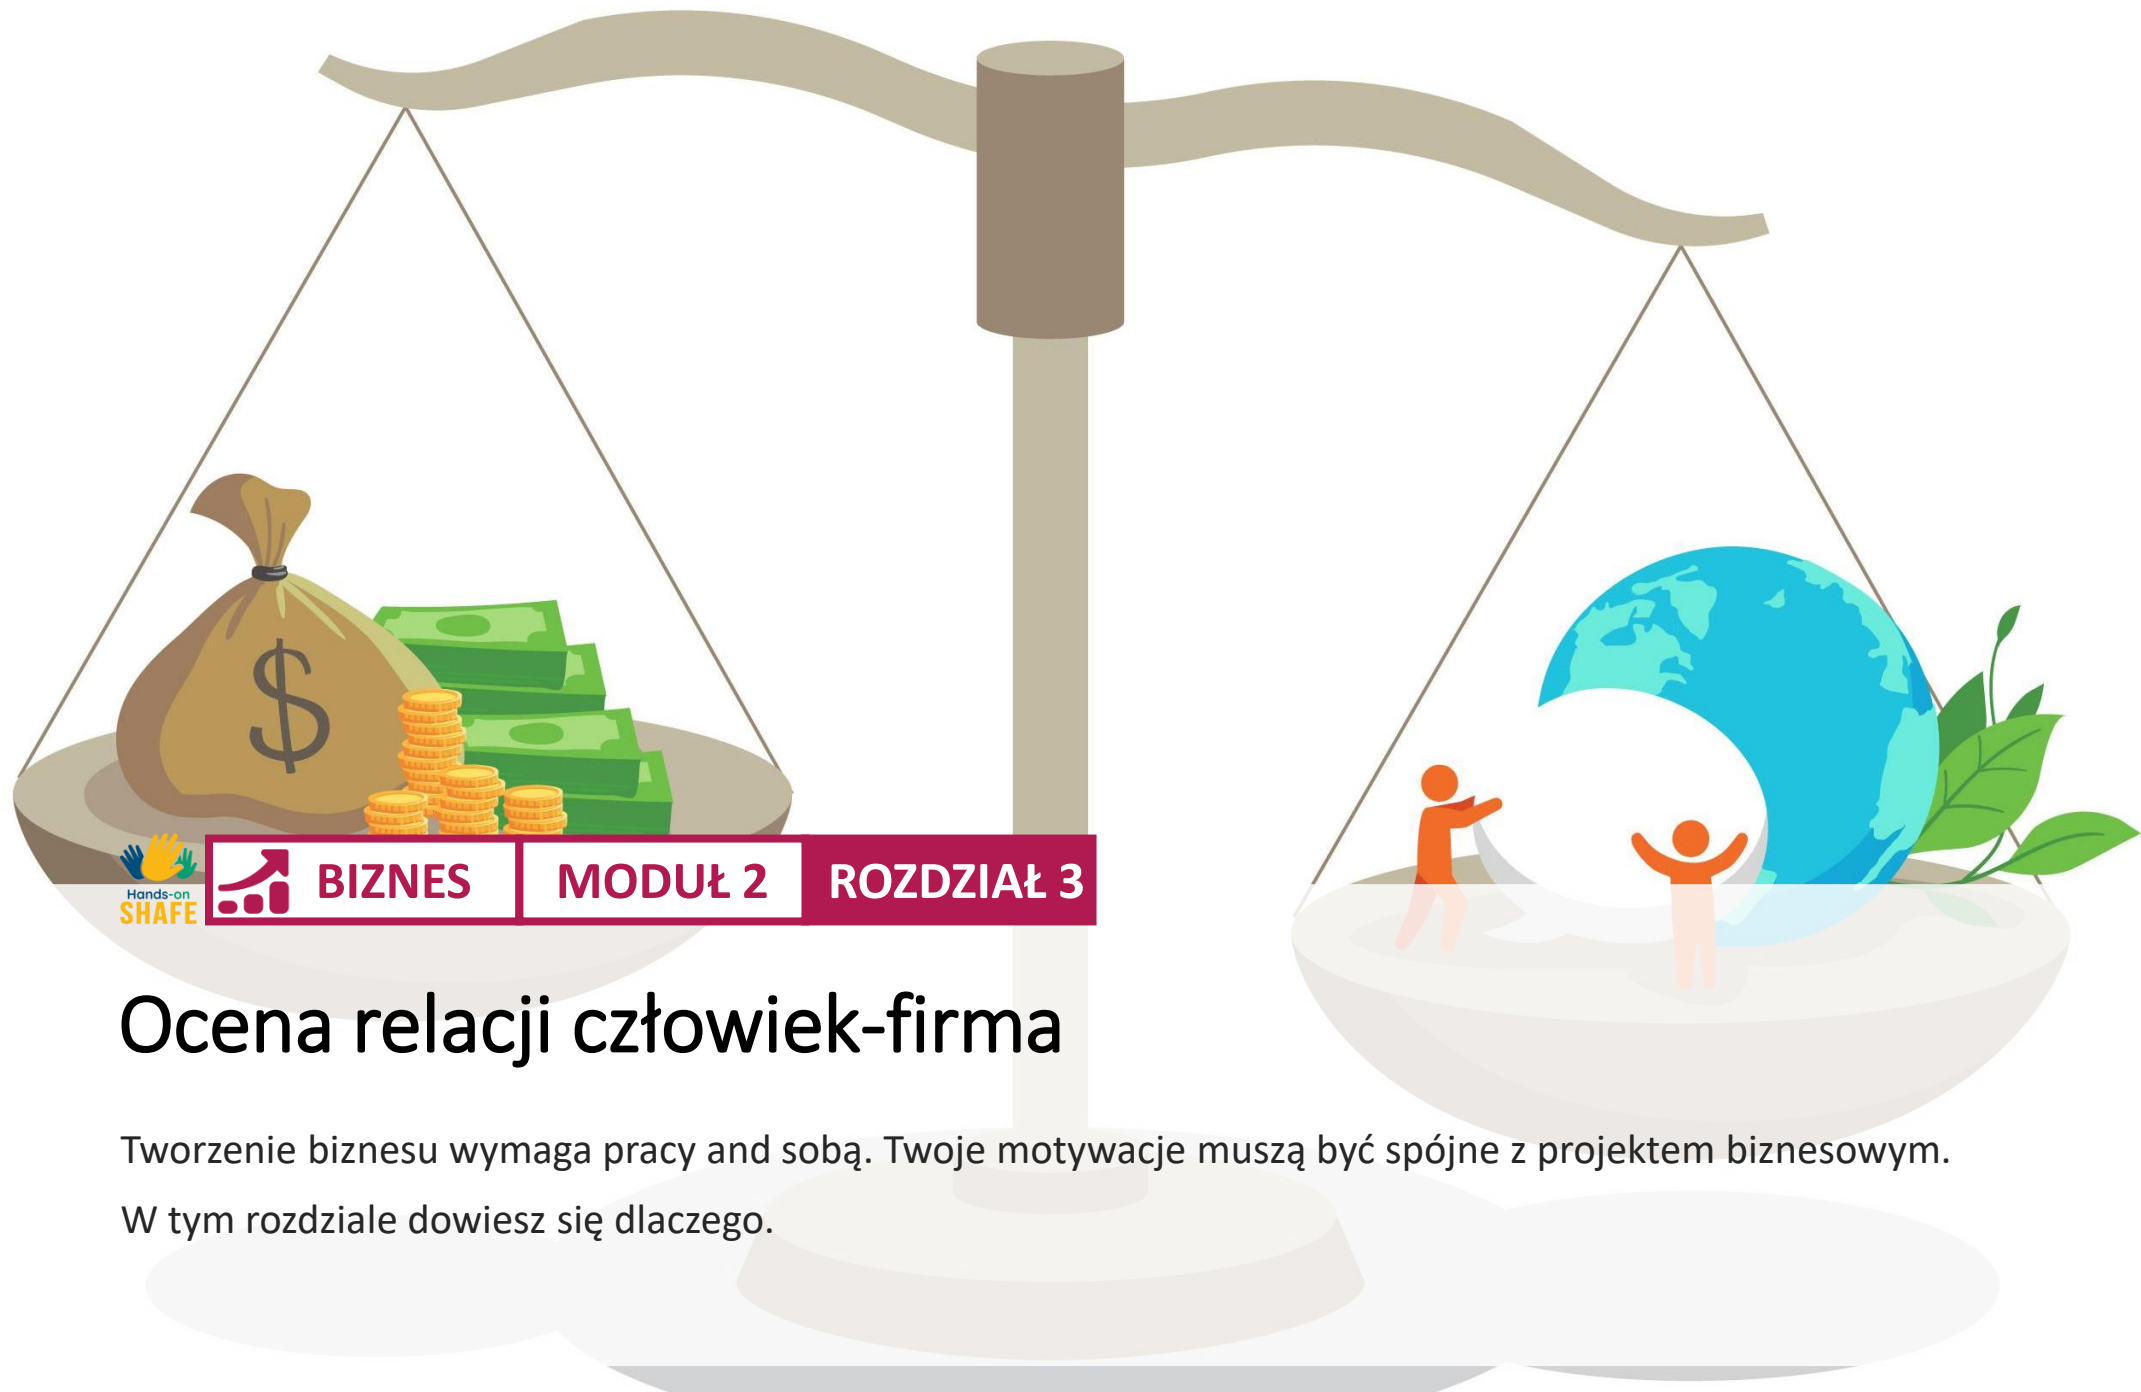 $
Hands-on
SHAFE
BIZNES MODUŁ 2 ROZDZIAŁ 3
Ocena relacji człowiek-firma
Tworzenie biznesu wymaga pracy and sobą. Twoje motywacje muszą być spójne z projektem biznesowym.
W tym rozdziale dowiesz się dlaczego.